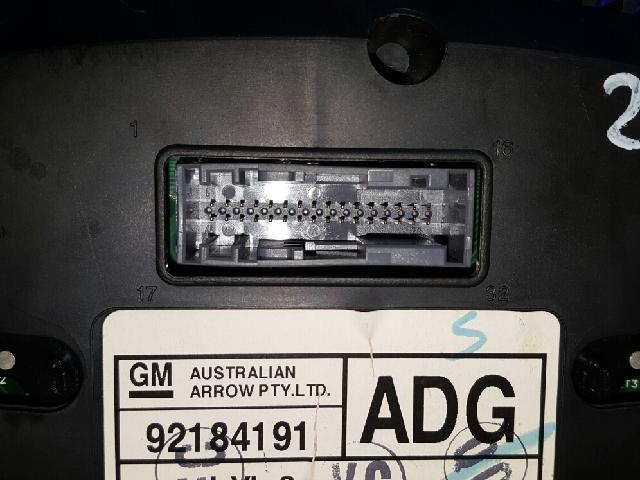 1
16
2
17
32
GM AUSTRALIAN
ARROW PTY.LTD.
ADG
S
92184191